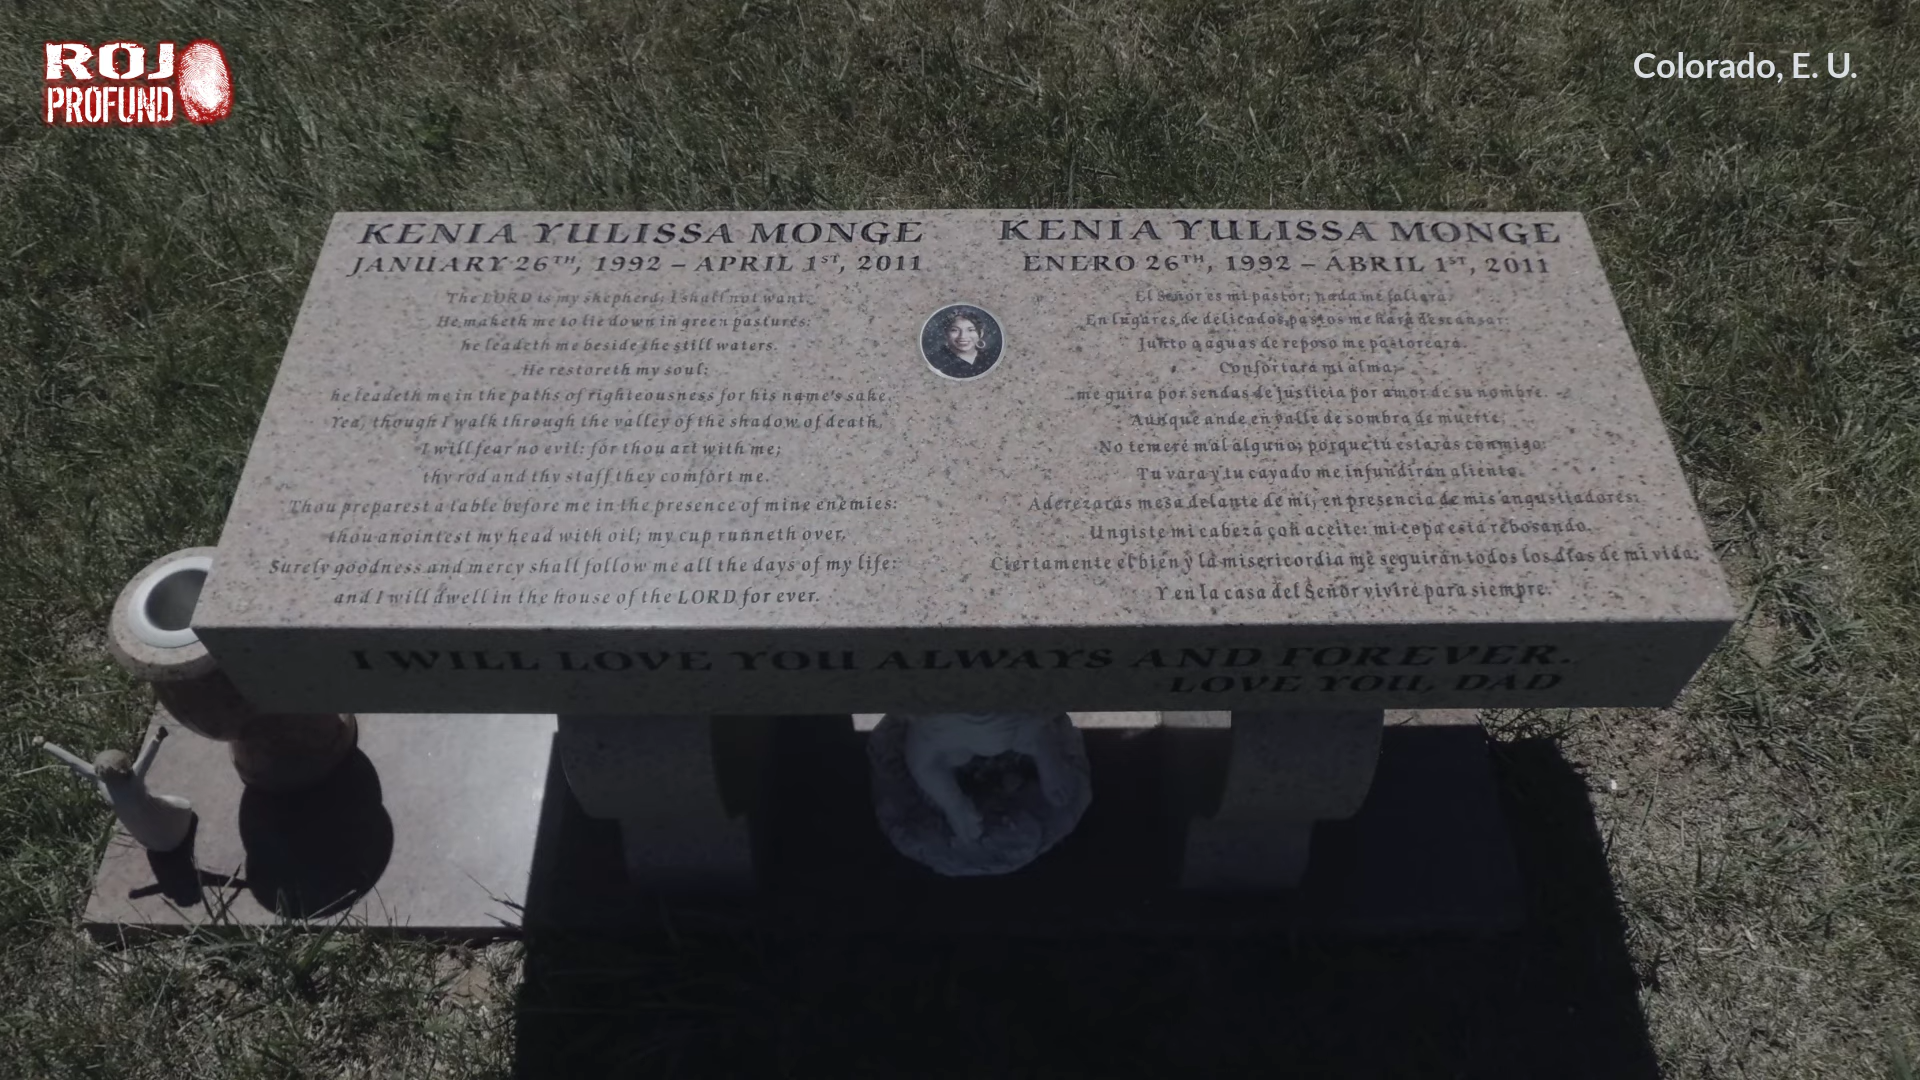 ROJO
PROFUNDO
Colorado, E. U.
KENIA YULISSA MONGE
JANUARY 26TH, 1992 – APRIL 1ST, 2011
The LORD is my shepherd; I shall not want.
He maketh me to lie down in green pastures:
he leadeth me beside the still waters.
He restoreth my soul:
he leadeth me in the paths of righteousness for his name's sake.
Yea, though I walk through the valley of the shadow of death,
I will fear no evil: for thou art with me;
thy rod and thy staff they comfort me.
Thou preparest a table before me in the presence of mine enemies:
thou anointest my head with oil; my cup runneth over.
Surely goodness and mercy shall follow me all the days of my life:
and I will dwell in the house of the LORD for ever.
KENIA YULISSA MONGE
ENERO 26TH, 1992 – ABRIL 1ST, 2011
El Señor es mi pastor; nada me faltará.
En lugares de delicados pastos me hará descansar:
Junto a aguas de reposo me pastoreará.
Confortará mi alma;
me guira por sendas de justicia por amor de su nombre.
Aunque ande en valle de sombra de muerte,
No temeré mal alguno; porque tú estarás conmigo:
Tu vara y tu cayado me infundirán aliento.
Aderezarás mesa delante de mí, en presencia de mis angustiadores:
Ungiste mi cabeza con aceite: mi copa está rebosando.
Ciertamente el bien y la misericordia me seguirán todos los días de mi vida:
Y en la casa del Señor viviré para siempre.
I WILL LOVE YOU ALWAYS AND FOREVER.
LOVE YOU, DAD